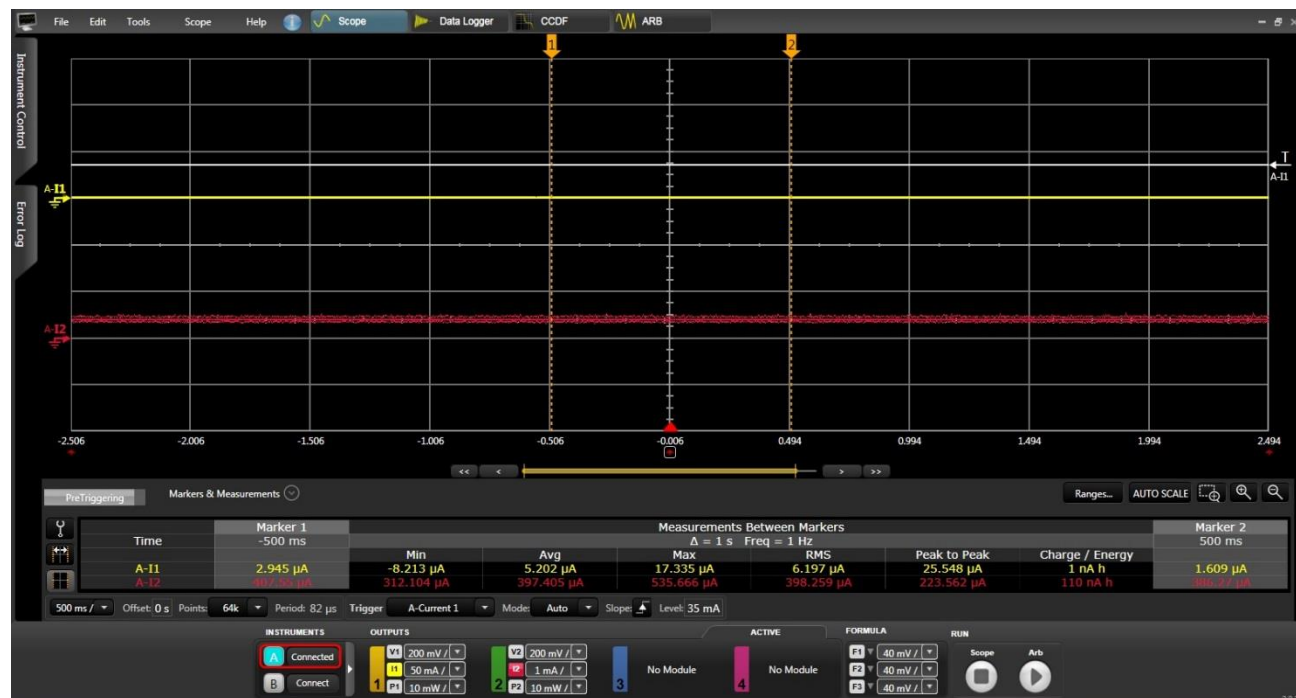 File Edit Tools Scope Help Scope Data Logger CCDF ARB
1 2
Instrument Control
Error Log
T
A-I1
A-I1
A-I2
-2.506 -2.006 -1.506 -1.006 -0.506 -0.006 0.494 0.994 1.494 1.994 2.494
<< < > >>
PreTriggering Markers & Measurements Ranges... AUTO SCALE
Marker 1 Measurements Between Markers Marker 2
Time -500 ms Δ = 1 s Freq = 1 Hz 500 ms
Min Avg Max RMS Peak to Peak Charge / Energy
A-I1 2.945 µA -8.213 µA 5.202 µA 17.335 µA 6.197 µA 25.548 µA 1 nA h 1.609 µA
A-I2 312.104 µA 397.405 µA 535.666 µA 398.259 µA 223.562 µA 110 nA h
500 ms / Offset: 0 s Points: 64k Period: 82 µs Trigger A-Current 1 Mode: Auto Slope: Level: 35 mA
INSTRUMENTS OUTPUTS ACTIVE FORMULA RUN
A Connected V1 200 mV / V2 200 mV / F1 40 mV / Scope Arb
I1 50 mA / I2 1 mA / No Module No Module F2 40 mV /
B Connect 1 P1 10 mW / 2 P2 10 mW / 3 4 F3 40 mV /